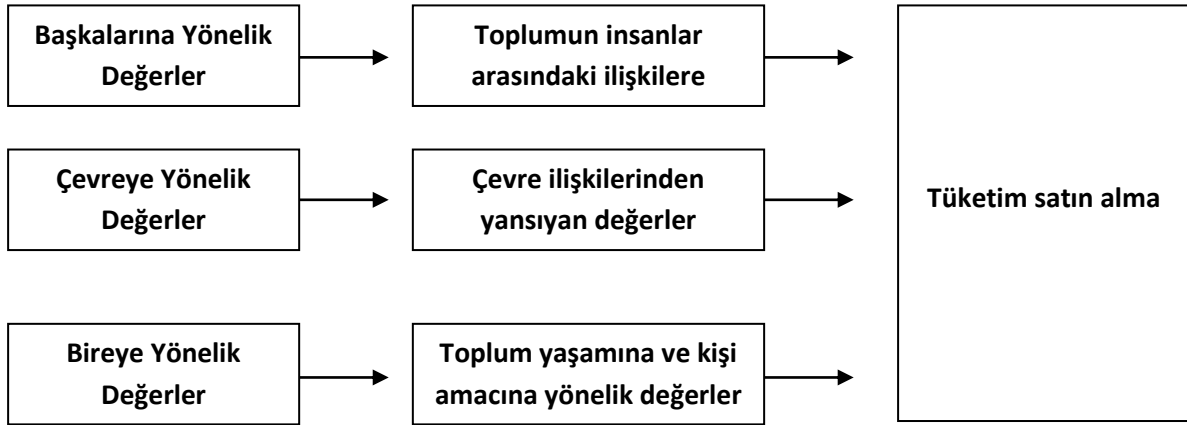 Başkalarına Yönelik
Değerler
Toplumun insanlar
arasındaki ilişkilere
Çevreye Yönelik
Değerler
Çevre ilişkilerinden
yansıyan değerler
Tüketim satın alma
Bireye Yönelik
Değerler
Toplum yaşamına ve kişi
amacına yönelik değerler